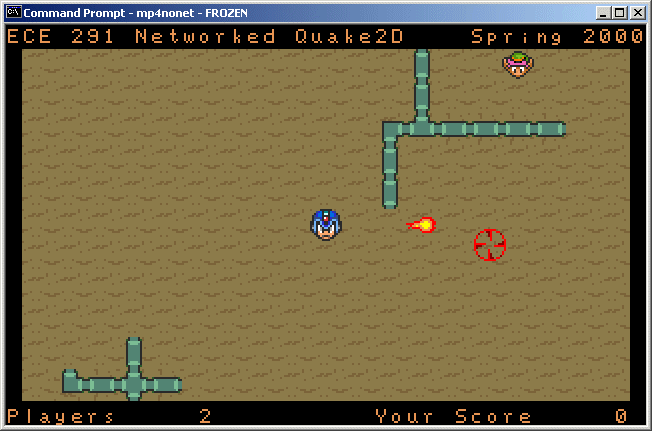 Command Prompt - mp4nonet - FROZEN
ECE 291 Networked Quake2D Spring 2000
Players 2 Your Score 0